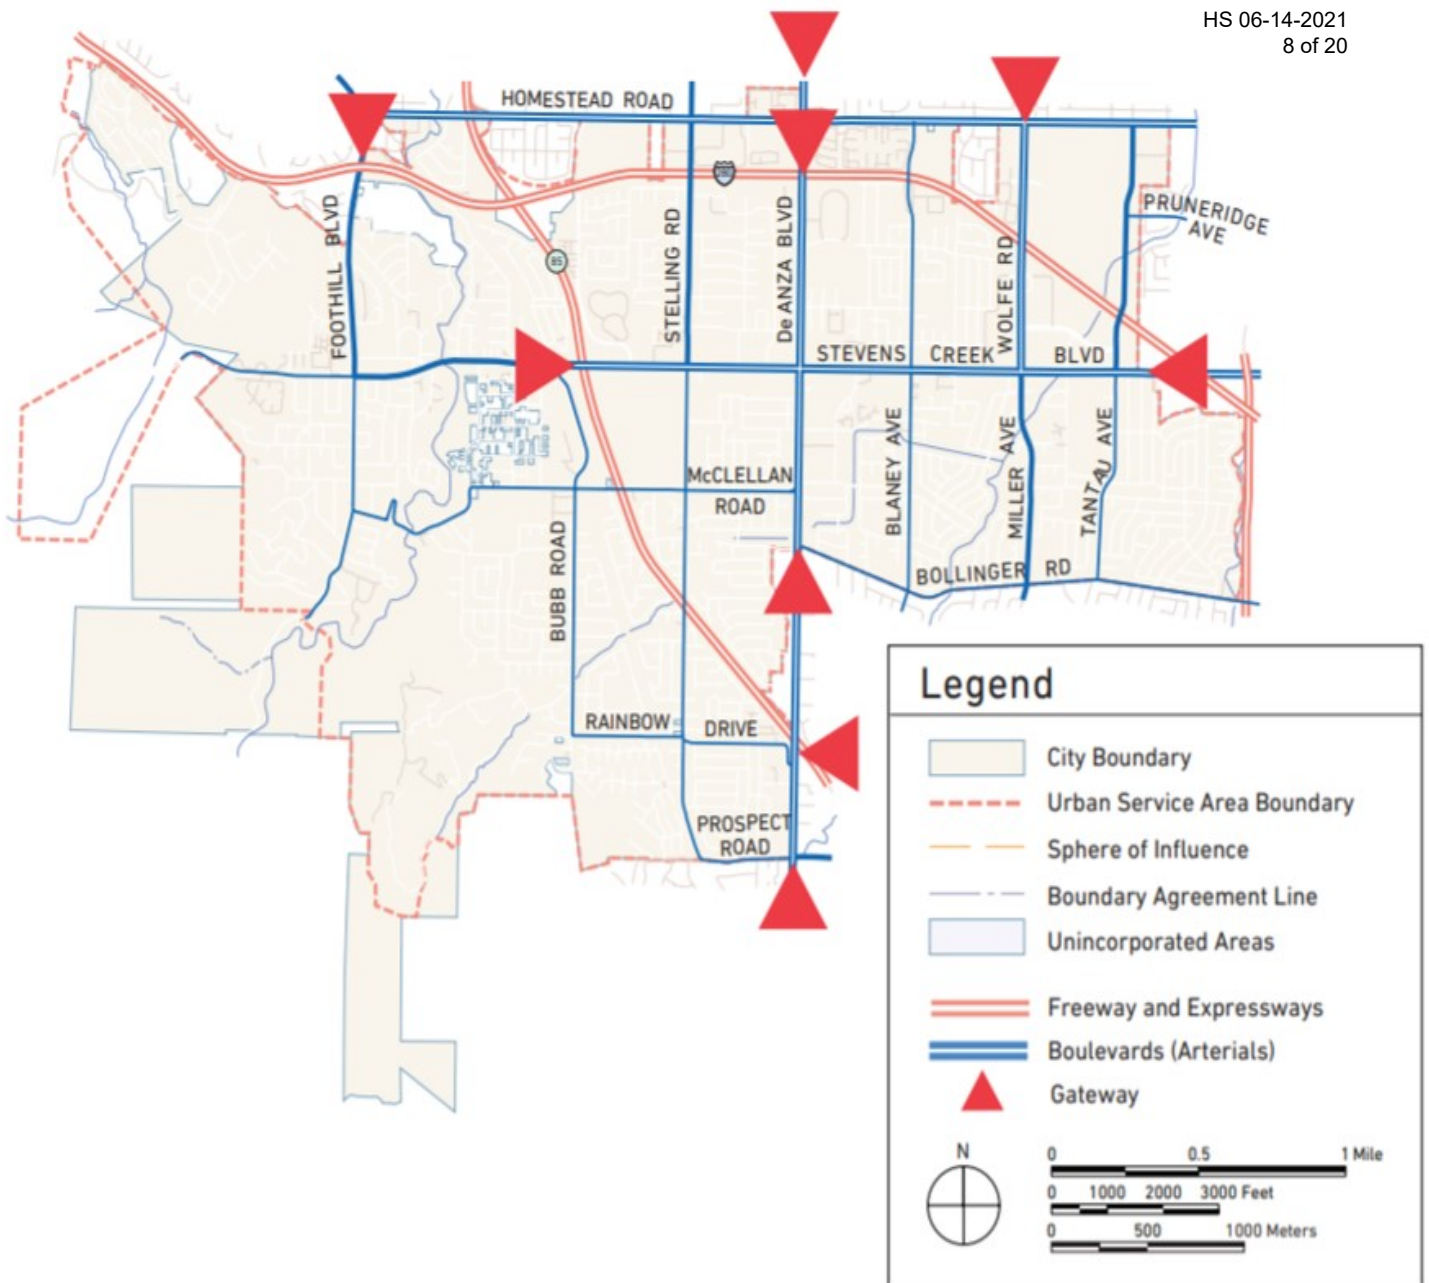 HS 06-14-2021
8 of 20
HOMESTEAD ROAD
280
85
FOOTHILL BLVD
STELLING RD
De ANZA BLVD
WOLFE RD
PRUNERIDGE
AVE
STEVENS CREEK BLVD
BLANEY AVE
MILLER AVE
TANTAU AVE
McCLELLAN
ROAD
BUBB ROAD
BOLLINGER RD
RAINBOW DRIVE
PROSPECT
ROAD
Legend
City Boundary
Urban Service Area Boundary
Sphere of Influence
Boundary Agreement Line
Unincorporated Areas
Freeway and Expressways
Boulevards (Arterials)
Gateway
N
0 0.5 1 Mile
0 1000 2000 3000 Feet
0 500 1000 Meters